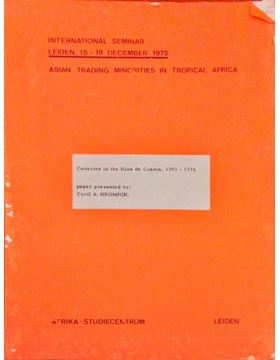 INTERNATIONAL SEMINAR
LEIDEN, 15 - 19 DECEMBER 1975
ASIAN TRADING MINORITIES IN TROPICAL AFRICA
Canarins in the Rios de Cuama, 1501 - 1576.
paper presented by:
Cyril A. HROMNIK.
AFRIKA-STUDIECENTRUM LEIDEN